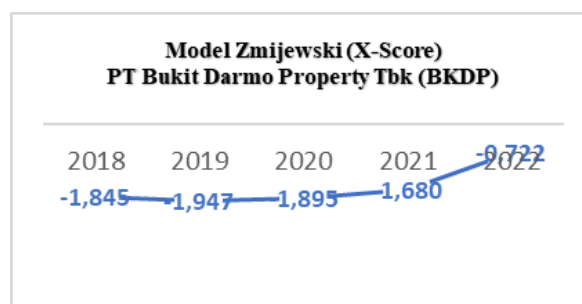 Model Zmijewski (X-Score)
PT Bukit Darmo Property Tbk (BKDP)
2018 2019 2020 2021 2022
-1,845 -1,947 1,895 1,680 -0,722